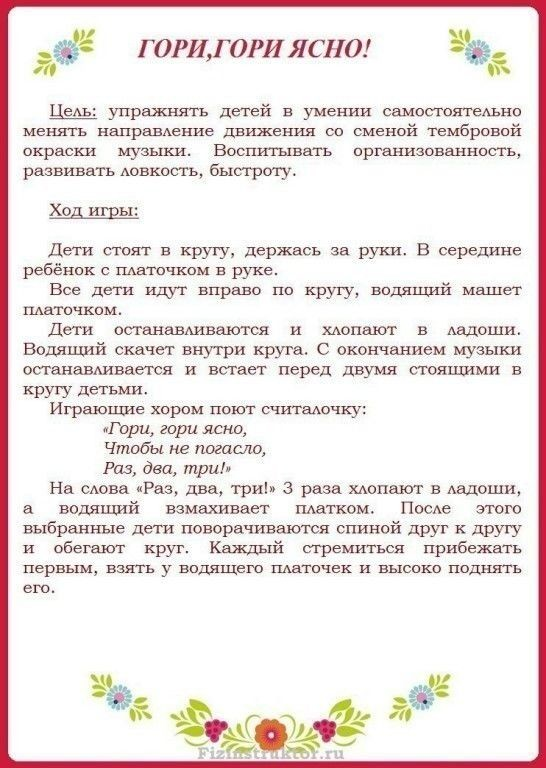 ГОРИ,ГОРИ ЯСНО!
Цель: упражнять детей в умении самостоятельно
менять направление движения со сменой тембровой
окраски музыки. Воспитывать организованность,
развивать ловкость, быстроту.
Ход игры:
Дети стоят в кругу, держась за руки. В середине
ребёнок с платочком в руке.
Все дети идут вправо по кругу, водящий машет
платочком.
Дети останавливаются и хлопают в ладоши.
Водящий скачет внутри круга. С окончанием музыки
останавливается и встает перед двумя стоящими в
кругу детьми.
Играющие хором поют считалочку:
«Гори, гори ясно,
Чтобы не погасло,
Раз, два, три!»
На слова «Раз, два, три!» 3 раза хлопают в ладоши,
а водящий взмахивает платком. После этого
выбранные дети поворачиваются спиной друг к другу
и обегают круг. Каждый стремиться прибежать
первым, взять у водящего платочек и высоко поднять
его.
Fizinstruktor.ru